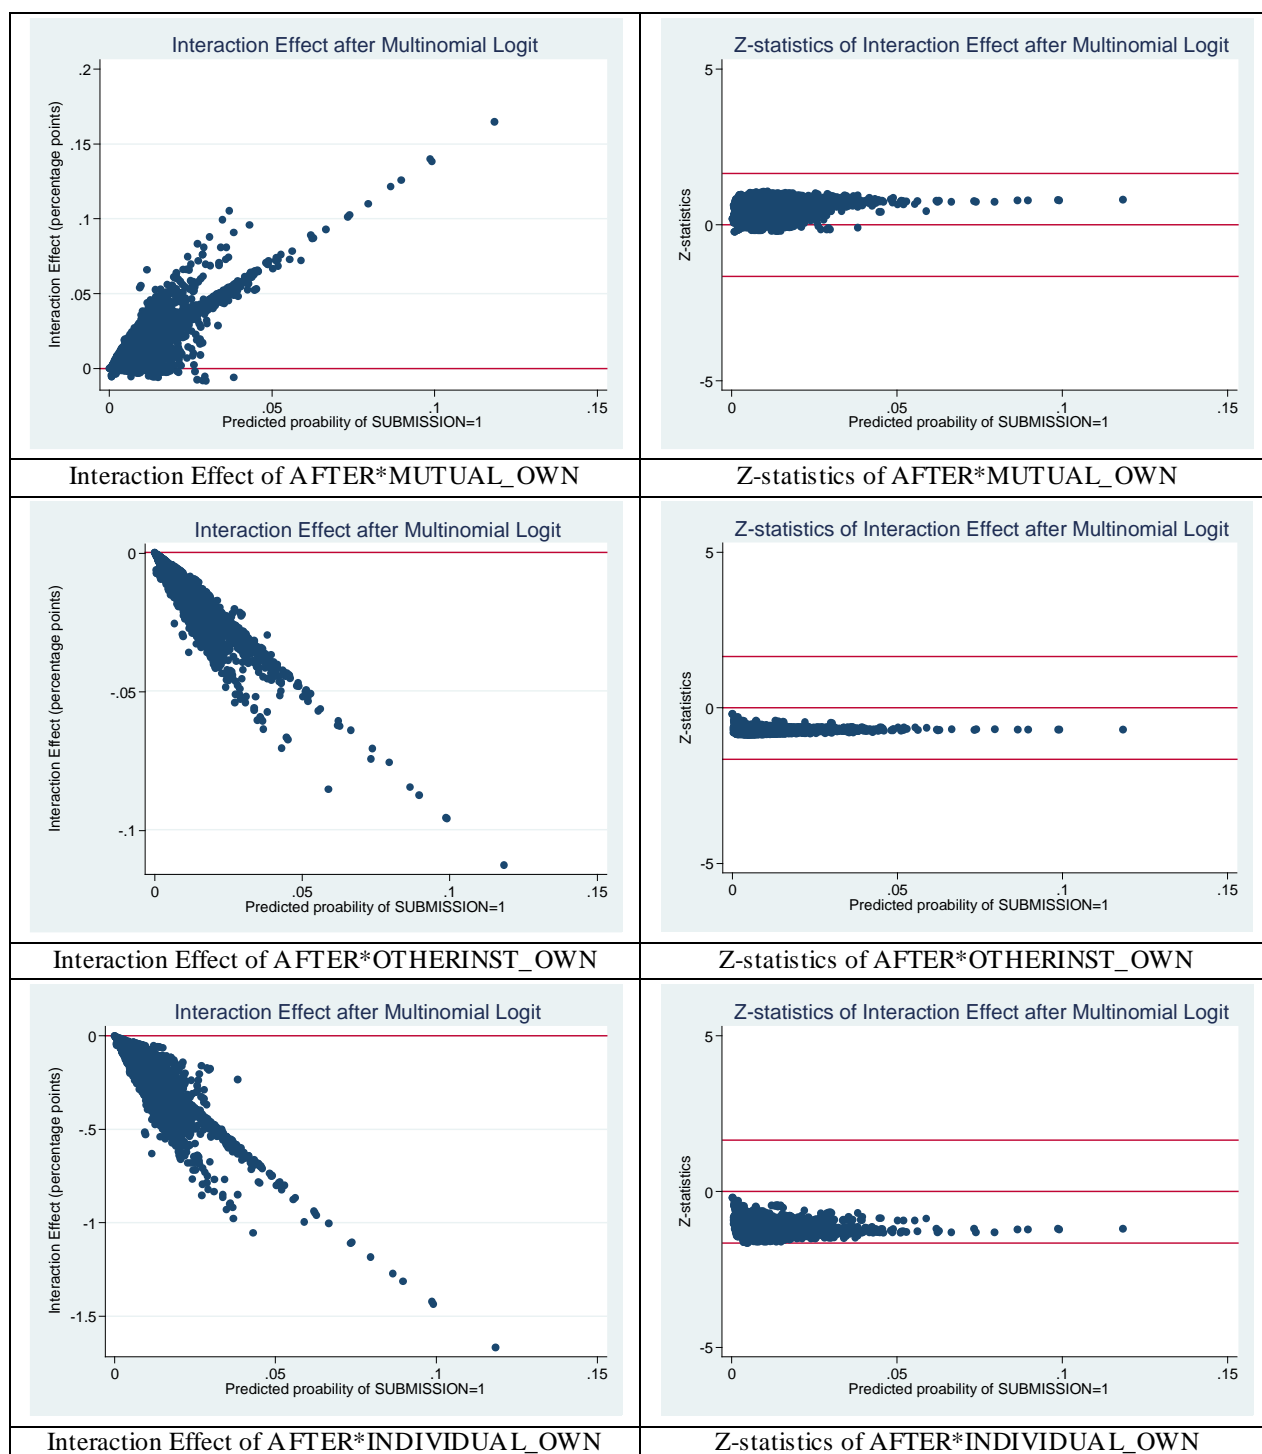 Interaction Effect after Multinomial Logit
Interaction Effect (percentage points)
.2
.15
.1
.05
0
0 .05 .1 .15
Predicted proability of SUBMISSION=1
Z-statistics of Interaction Effect after Multinomial Logit
Z-statistics
5
0
-5
0 .05 .1 .15
Predicted proability of SUBMISSION=1
Interaction Effect of AFTER*MUTUAL_OWN
Z-statistics of AFTER*MUTUAL_OWN
Interaction Effect after Multinomial Logit
Interaction Effect (percentage points)
0
-.05
-.1
0 .05 .1 .15
Predicted proability of SUBMISSION=1
Z-statistics of Interaction Effect after Multinomial Logit
Z-statistics
5
0
-5
0 .05 .1 .15
Predicted proability of SUBMISSION=1
Interaction Effect of AFTER*OTHERINST_OWN
Z-statistics of AFTER*OTHERINST_OWN
Interaction Effect after Multinomial Logit
Interaction Effect (percentage points)
0
-.5
-1
-1.5
0 .05 .1 .15
Predicted proability of SUBMISSION=1
Z-statistics of Interaction Effect after Multinomial Logit
Z-statistics
5
0
-5
0 .05 .1 .15
Predicted proability of SUBMISSION=1
Interaction Effect of AFTER*INDIVIDUAL_OWN
Z-statistics of AFTER*INDIVIDUAL_OWN